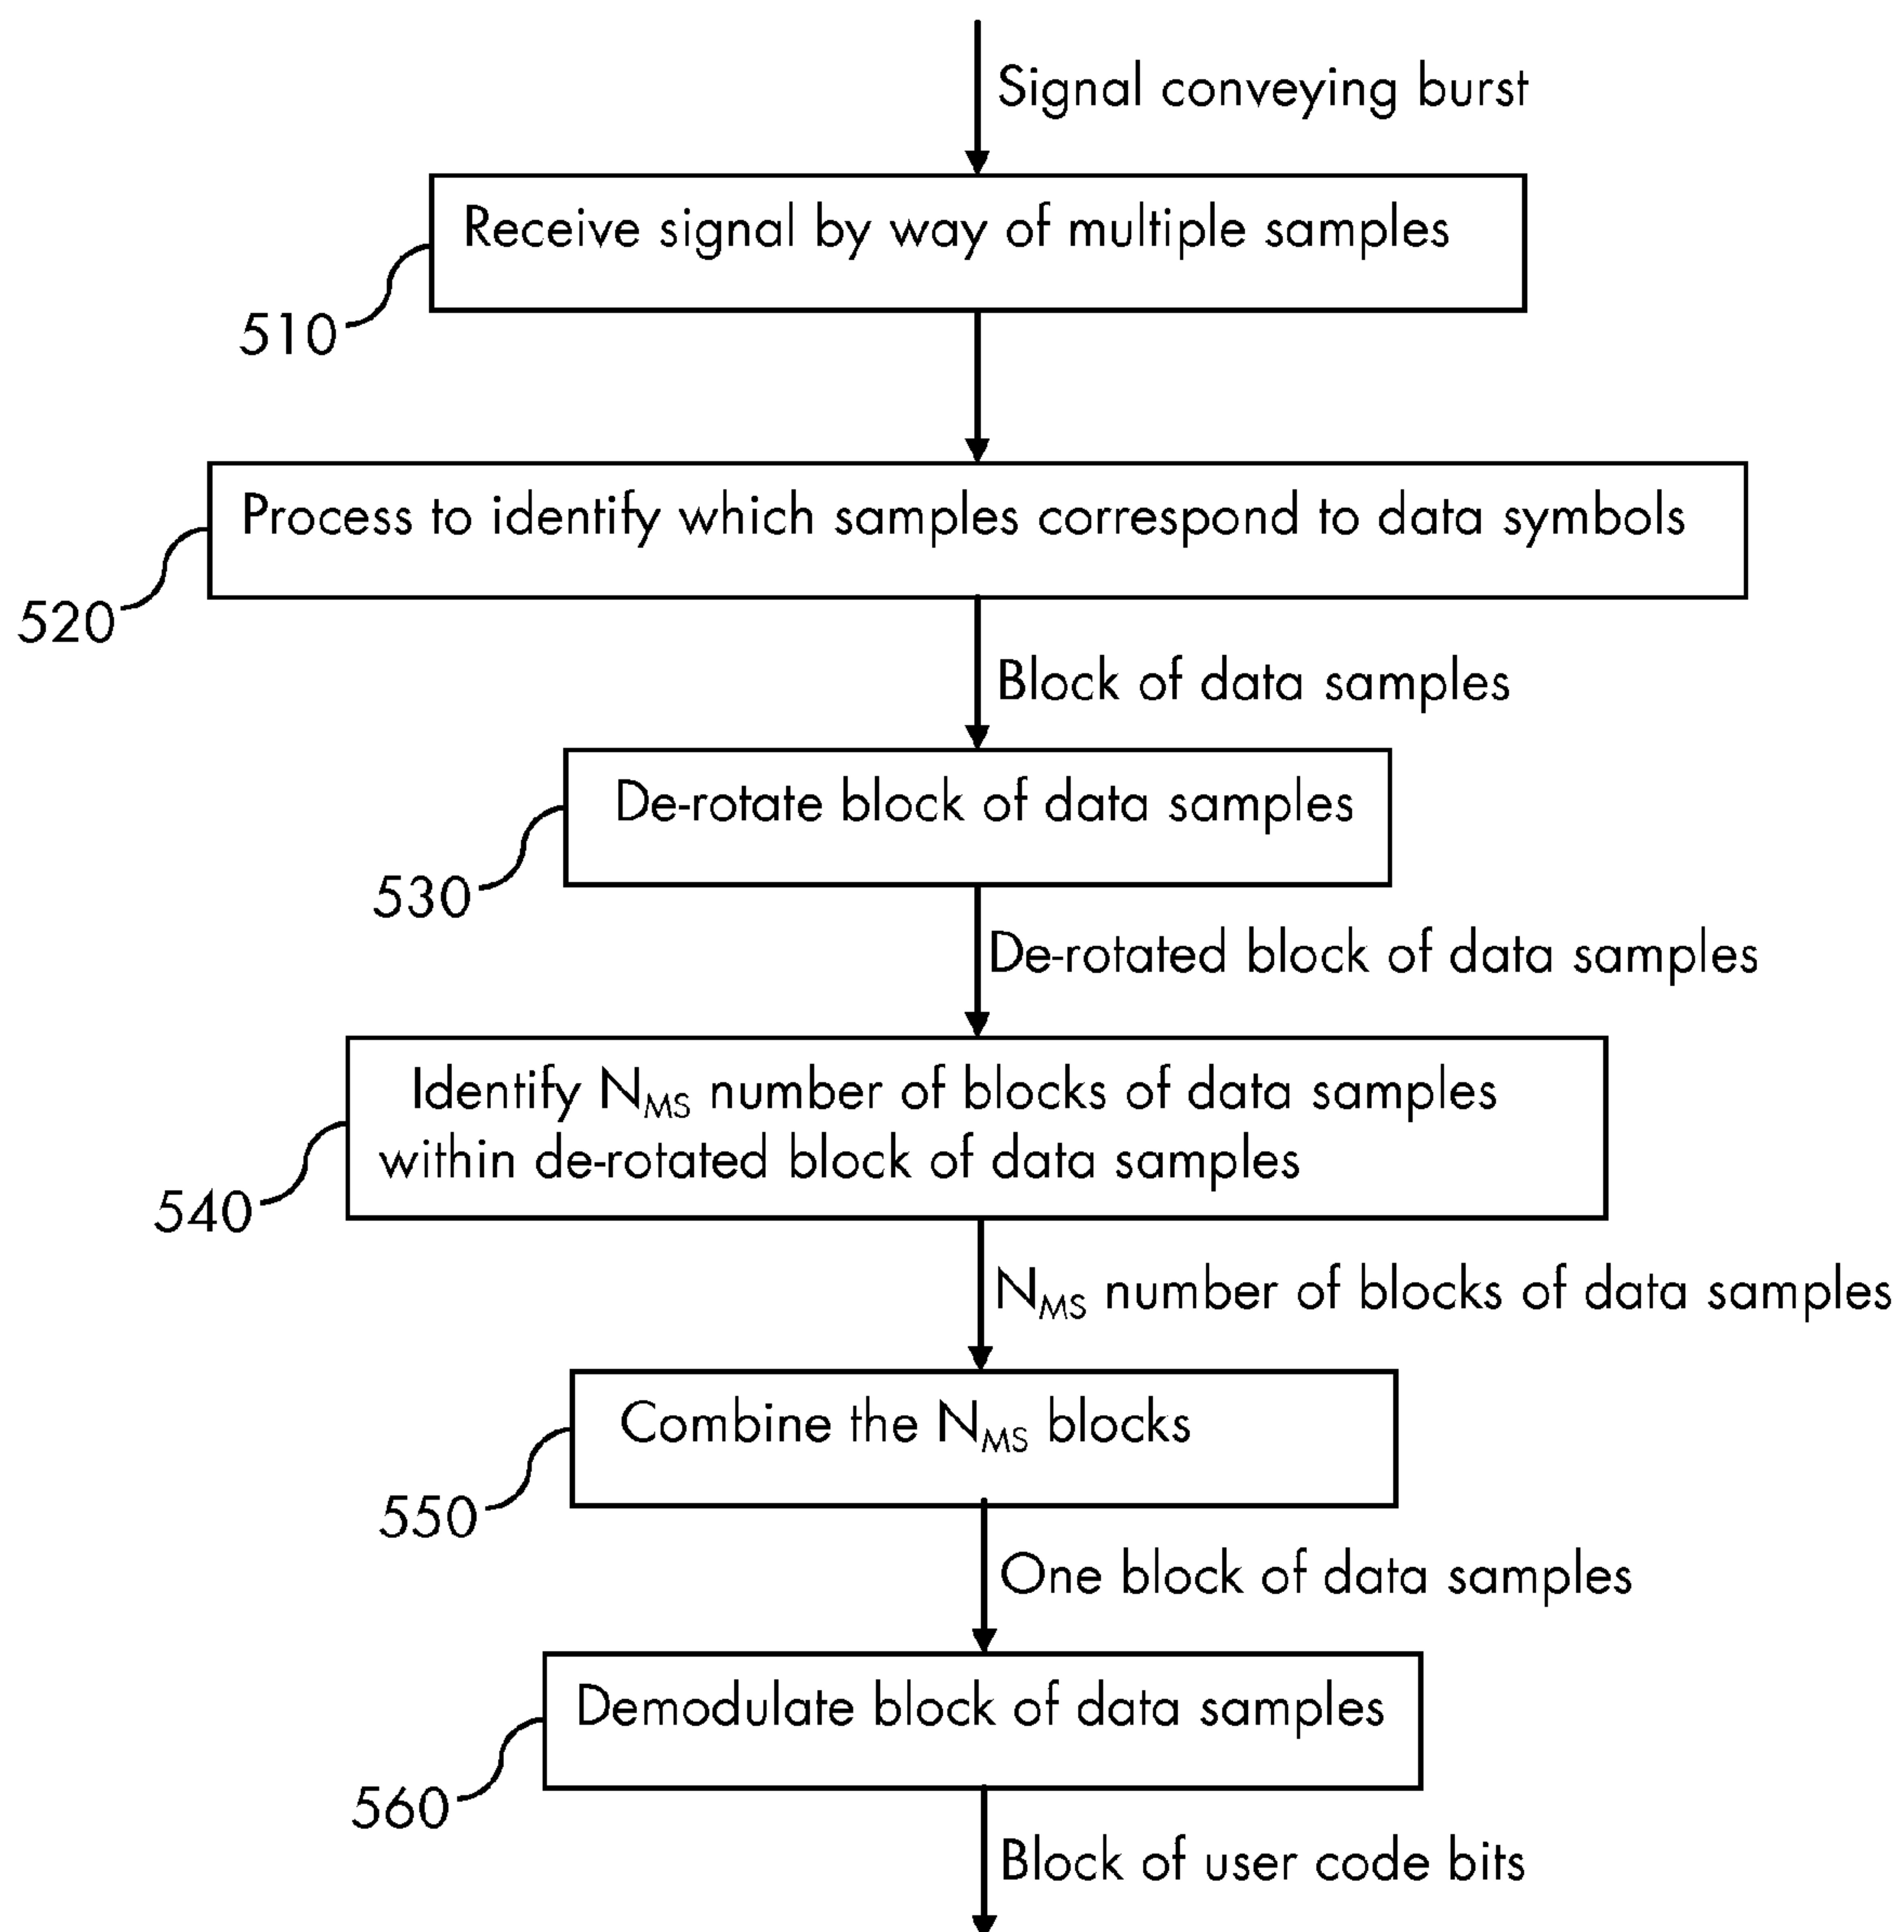 Signal conveying burst
Receive signal by way of multiple samples
510
Process to identify which samples correspond to data symbols
520
Block of data samples
De-rotate block of data samples
530
De-rotated block of data samples
Identify N_MS number of blocks of data samples
within de-rotated block of data samples
540
N_MS number of blocks of data samples
Combine the N_MS blocks
550
One block of data samples
Demodulate block of data samples
560
Block of user code bits